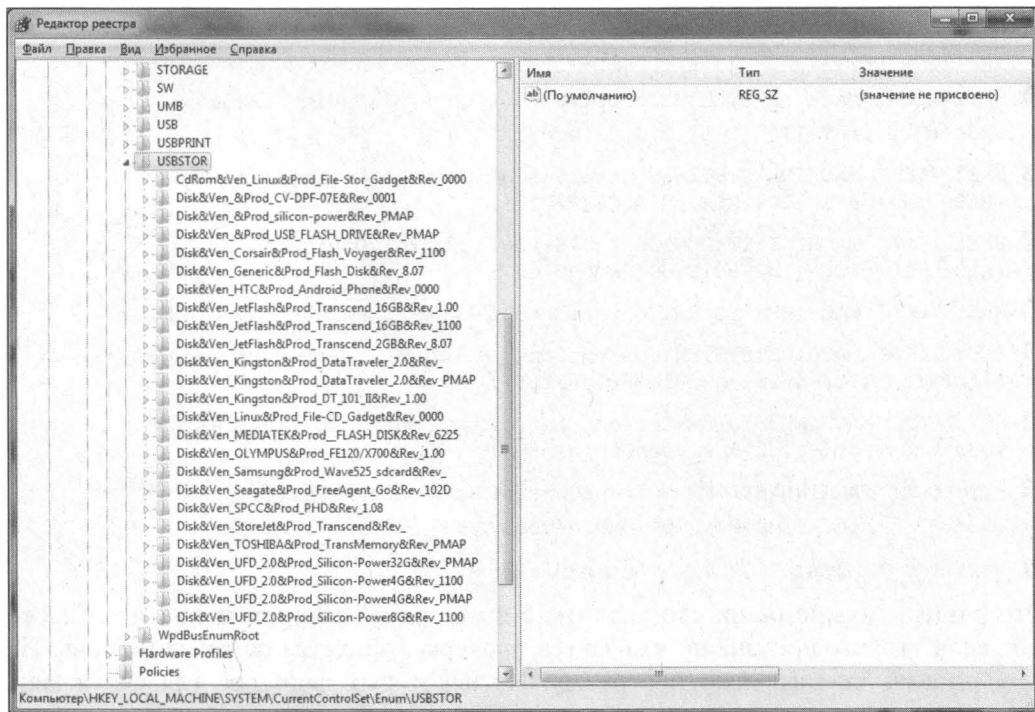 Редактор реестра
Файл Правка Вид Избранное Справка
STORAGE
SW
UMB
USB
USBPRINT
USBSTOR
CdRom&Ven_Linux&Prod_File-Stor_Gadget&Rev_0000
Disk&Ven_&Prod_CV-DPF-07E&Rev_0001
Disk&Ven_&Prod_silicon-power&Rev_PMAP
Disk&Ven_&Prod_USB_FLASH_DRIVE&Rev_PMAP
Disk&Ven_Corsair&Prod_Flash_Voyager&Rev_1100
Disk&Ven_Generic&Prod_Flash_Disk&Rev_8.07
Disk&Ven_HTC&Prod_Android_Phone&Rev_0000
Disk&Ven_JetFlash&Prod_Transcend_16GB&Rev_1.00
Disk&Ven_JetFlash&Prod_Transcend_16GB&Rev_1100
Disk&Ven_JetFlash&Prod_Transcend_2GB&Rev_8.07
Disk&Ven_Kingston&Prod_DataTraveler_2.0&Rev_
Disk&Ven_Kingston&Prod_DataTraveler_2.0&Rev_PMAP
Disk&Ven_Kingston&Prod_DT_101_II&Rev_1.00
Disk&Ven_Linux&Prod_File-CD_Gadget&Rev_0000
Disk&Ven_MEDIATEK&Prod__FLASH_DISK&Rev_6225
Disk&Ven_OLYMPUS&Prod_FE120/X700&Rev_1.00
Disk&Ven_Samsung&Prod_Wave525_sdcard&Rev_
Disk&Ven_Seagate&Prod_FreeAgent_Go&Rev_102D
Disk&Ven_SPCC&Prod_PHD&Rev_1.08
Disk&Ven_StoreJet&Prod_Transcend&Rev_
Disk&Ven_TOSHIBA&Prod_TransMemory&Rev_PMAP
Disk&Ven_UFD_2.0&Prod_Silicon-Power32G&Rev_PMAP
Disk&Ven_UFD_2.0&Prod_Silicon-Power4G&Rev_1100
Disk&Ven_UFD_2.0&Prod_Silicon-Power4G&Rev_PMAP
Disk&Ven_UFD_2.0&Prod_Silicon-Power8G&Rev_1100
WpdBusEnumRoot
Hardware Profiles
Policies
Имя Тип Значение
ab (По умолчанию) REG_SZ (значение не присвоено)
Компьютер\HKEY_LOCAL_MACHINE\SYSTEM\CurrentControlSet\Enum\USBSTOR